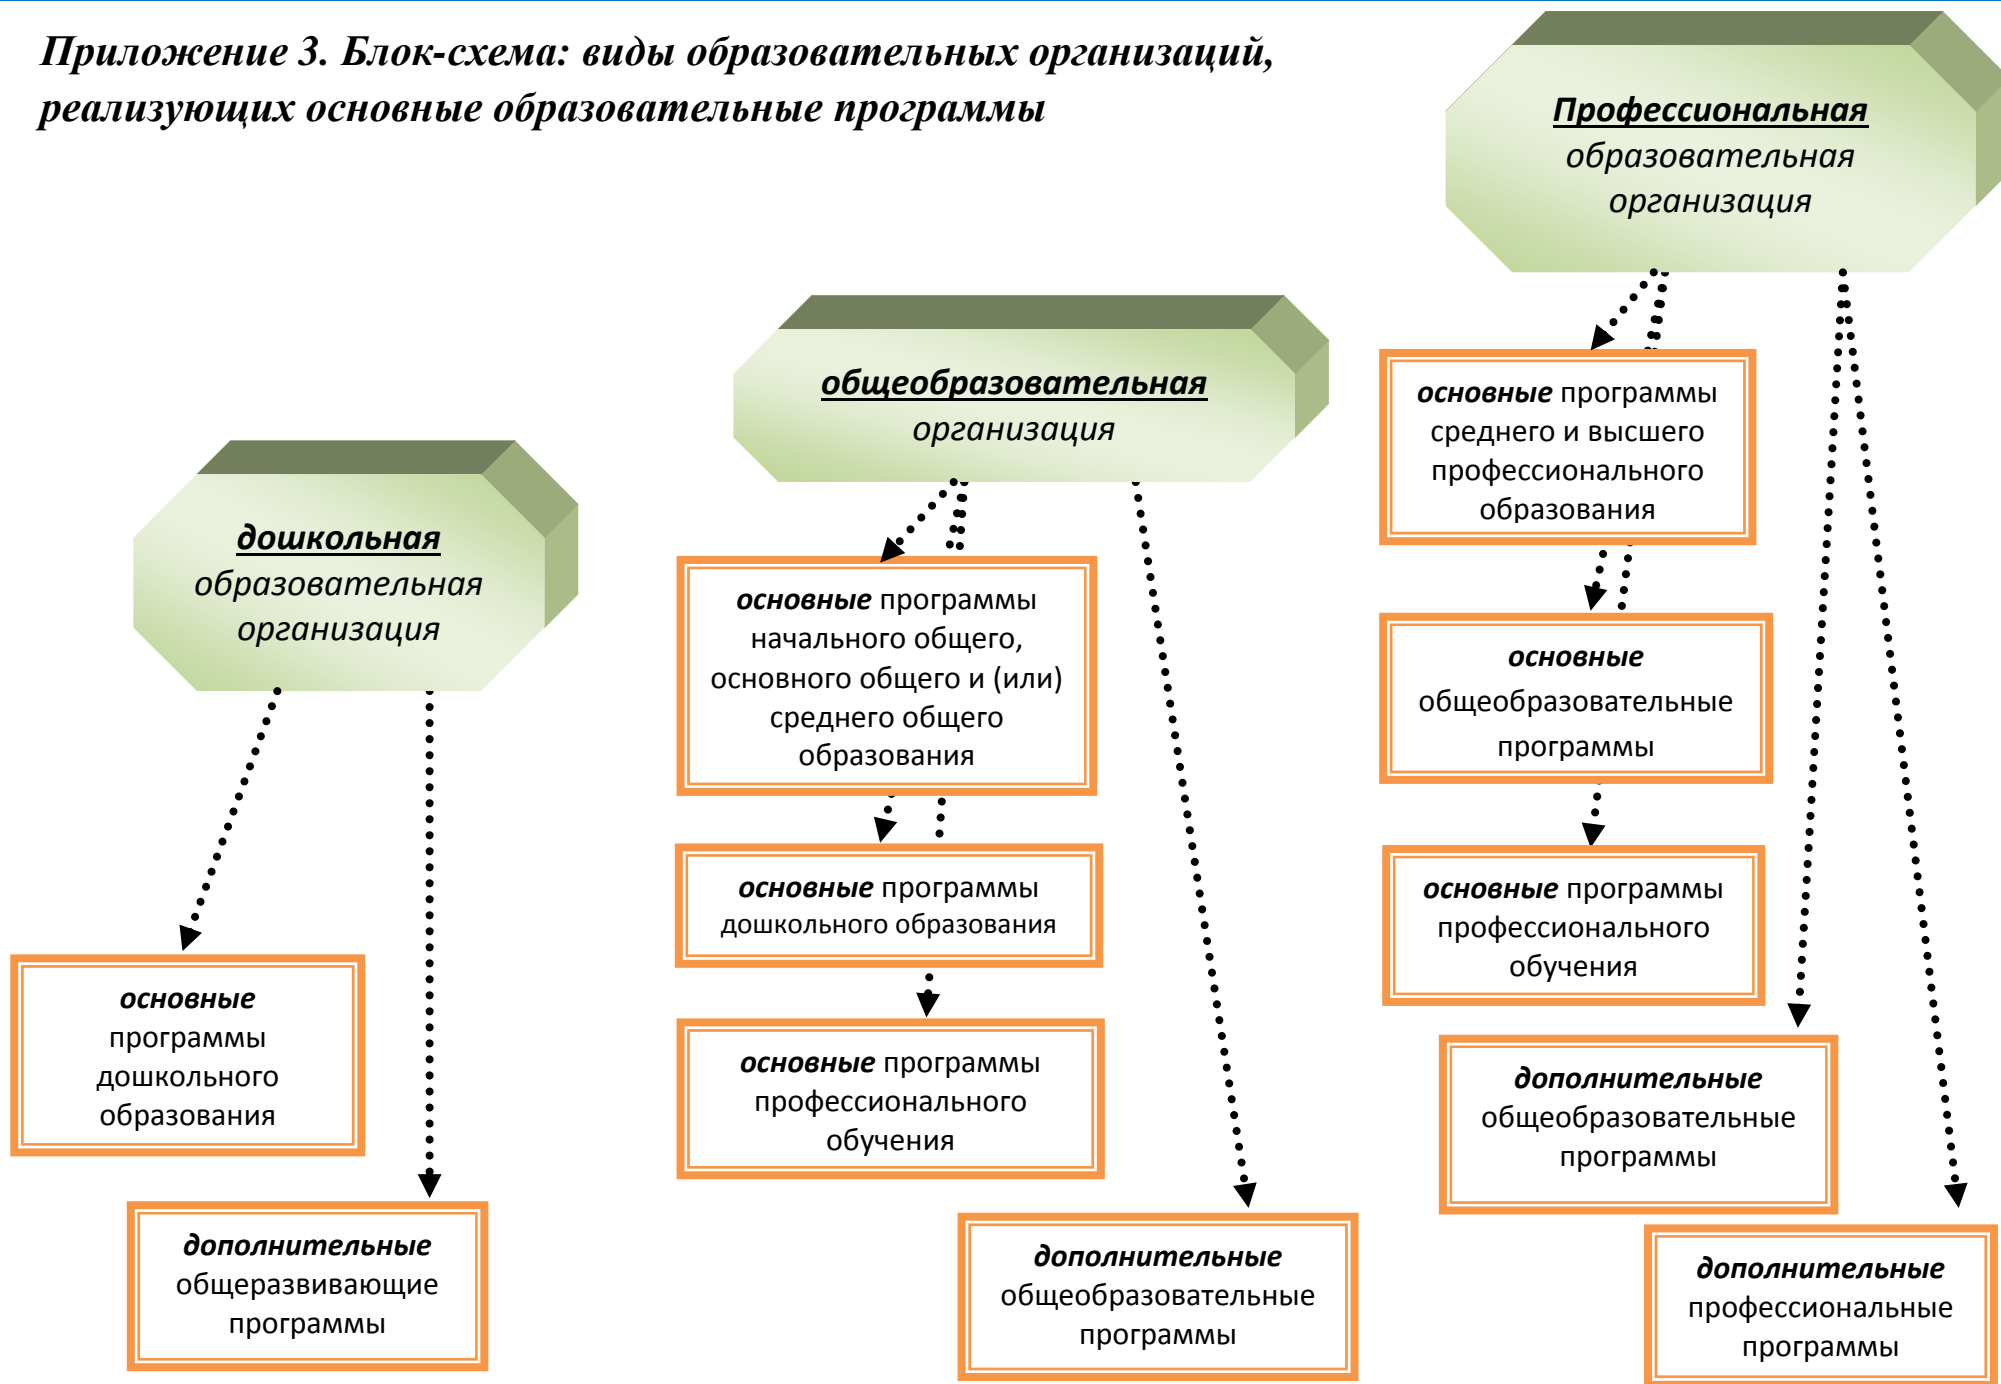 Приложение 3. Блок-схема: виды образовательных организаций,
реализующих основные образовательные программы
дошкольная
образовательная
организация
основные
программы
дошкольного
образования
дополнительные
общеразвивающие
программы
общеобразовательная
организация
основные программы
начального общего,
основного общего и (или)
среднего общего
образования
основные программы
дошкольного образования
основные программы
профессионального
обучения
дополнительные
общеобразовательные
программы
Профессиональная
образовательная
организация
основные программы
среднего и высшего
профессионального
образования
основные
общеобразовательные
программы
основные программы
профессионального
обучения
дополнительные
общеобразовательные
программы
дополнительные
профессиональные
программы